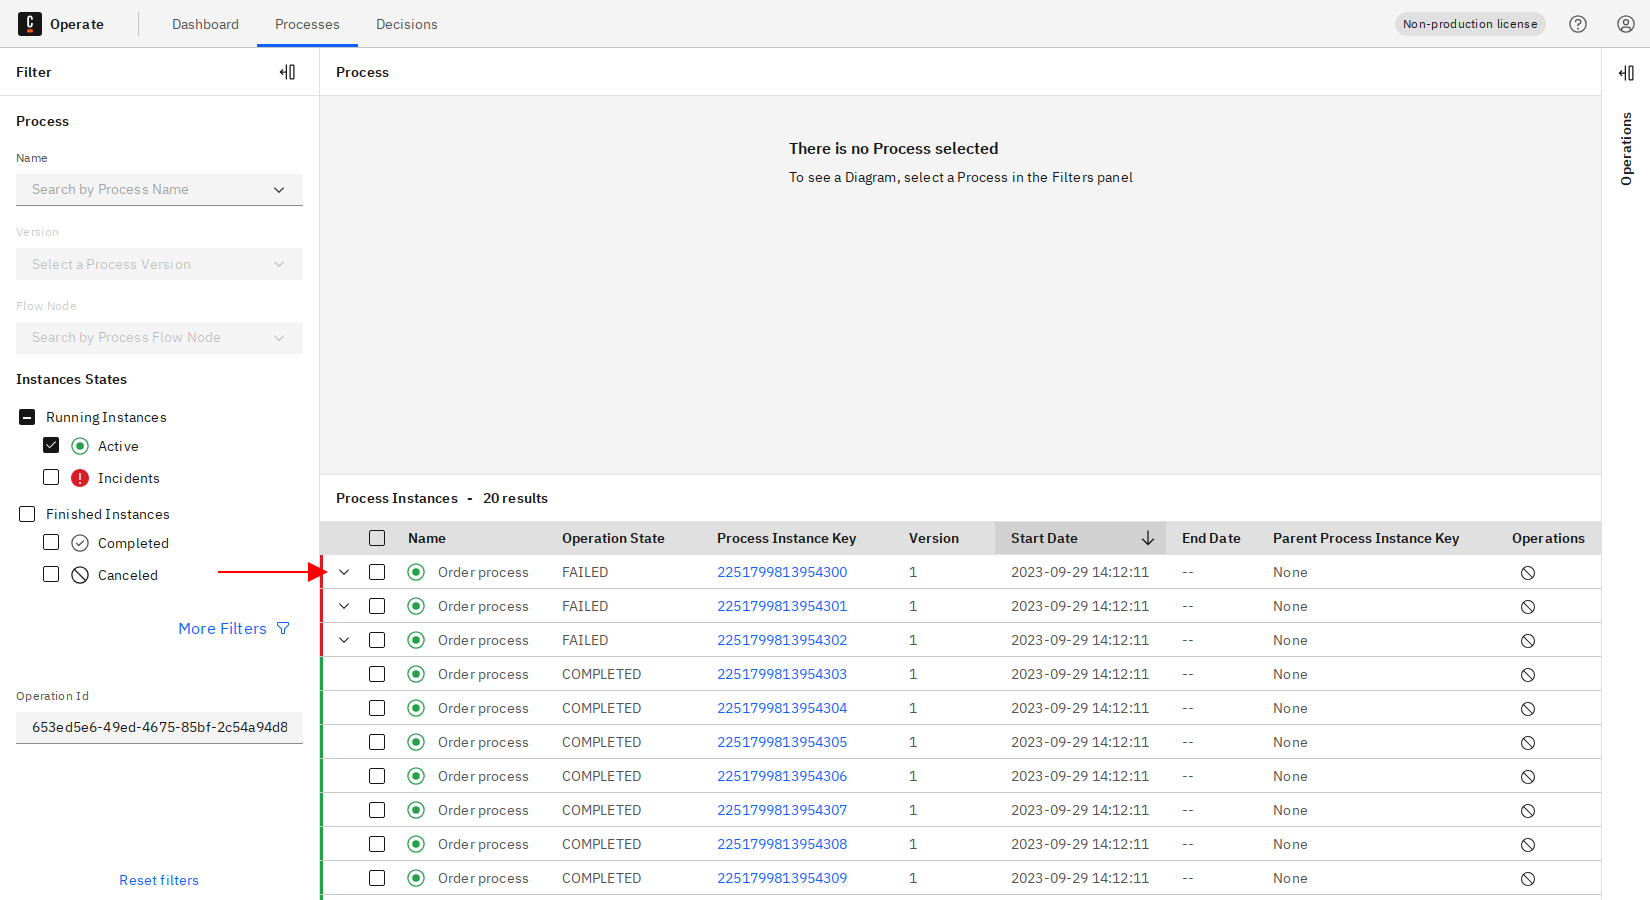 C Operate Dashboard Processes Decisions Non-production license
Filter
Process
Operations
Process
Name
Search by Process Name
Version
Select a Process Version
Flow Node
Search by Process Flow Node
Instances States
Running Instances
Active
Incidents
Finished Instances
Completed
Canceled
More Filters
Operation Id
653ed5e6-49ed-4675-85bf-2c54a94d8
Reset filters
There is no Process selected
To see a Diagram, select a Process in the Filters panel
Process Instances - 20 results
Name Operation State Process Instance Key Version Start Date End Date Parent Process Instance Key Operations
Order process FAILED 2251799813954300 1 2023-09-29 14:12:11 -- None
Order process FAILED 2251799813954301 1 2023-09-29 14:12:11 -- None
Order process FAILED 2251799813954302 1 2023-09-29 14:12:11 -- None
Order process COMPLETED 2251799813954303 1 2023-09-29 14:12:11 -- None
Order process COMPLETED 2251799813954304 1 2023-09-29 14:12:11 -- None
Order process COMPLETED 2251799813954305 1 2023-09-29 14:12:11 -- None
Order process COMPLETED 2251799813954306 1 2023-09-29 14:12:11 -- None
Order process COMPLETED 2251799813954307 1 2023-09-29 14:12:11 -- None
Order process COMPLETED 2251799813954308 1 2023-09-29 14:12:11 -- None
Order process COMPLETED 2251799813954309 1 2023-09-29 14:12:11 -- None